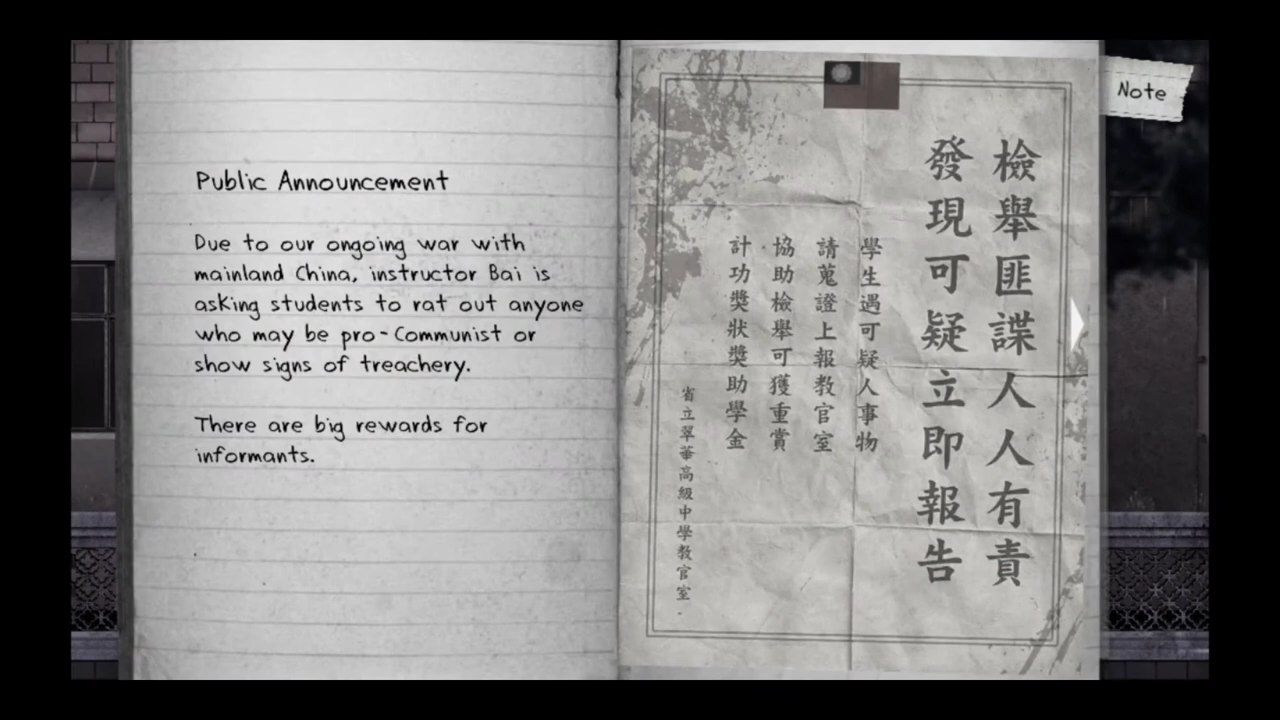 Public Announcement
Due to our ongoing war with
mainland China, instructor Bai is
asking students to rat out anyone
who may be pro-Communist or
show signs of treachery.
There are big rewards for
informants.
檢舉匪諜人人有責
發現可疑立即報告
學生遇可疑人事物
請蒐證上報教官室
協助檢舉可獲重賞
計功獎狀獎助學金
省立翠華高級中學教官室
Note